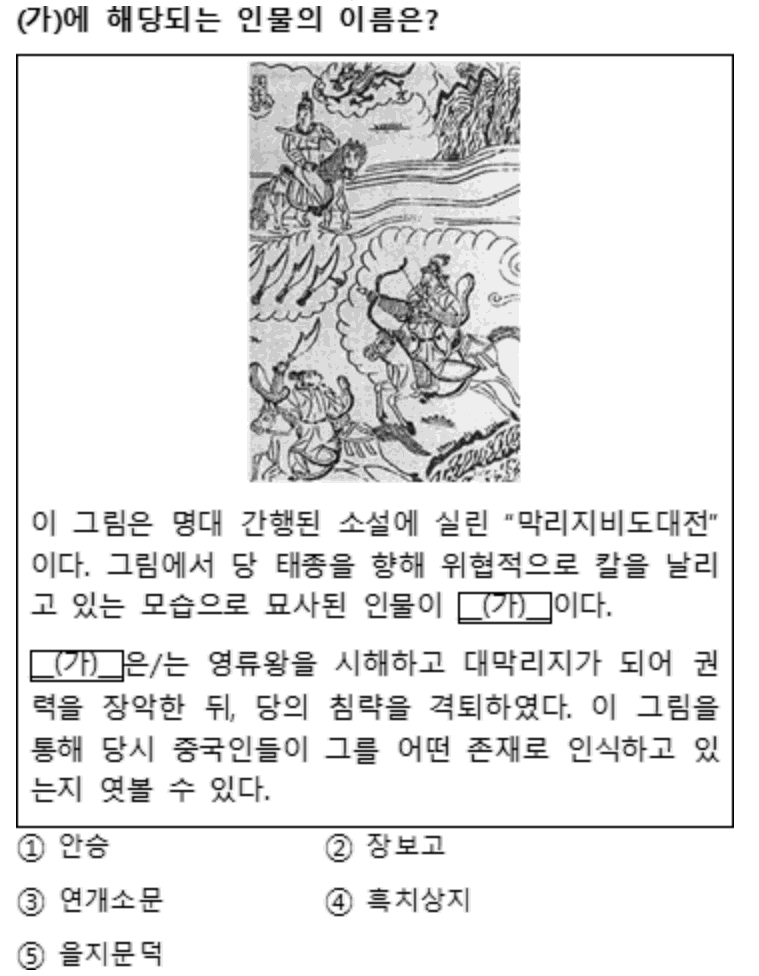 (가)에 해당되는 인물의 이름은?
이 그림은 명대 간행된 소설에 실린 “막리지비도대전”
이다. 그림에서 당 태종을 향해 위협적으로 칼을 날리
고 있는 모습으로 묘사된 인물이 (가) 이다.
(가) 은/는 영류왕을 시해하고 대막리지가 되어 권
력을 장악한 뒤, 당의 침략을 격퇴하였다. 이 그림을
통해 당시 중국인들이 그를 어떤 존재로 인식하고 있
는지 엿볼 수 있다.
① 안승 ② 장보고
③ 연개소문 ④ 흑치상지
⑤ 을지문덕